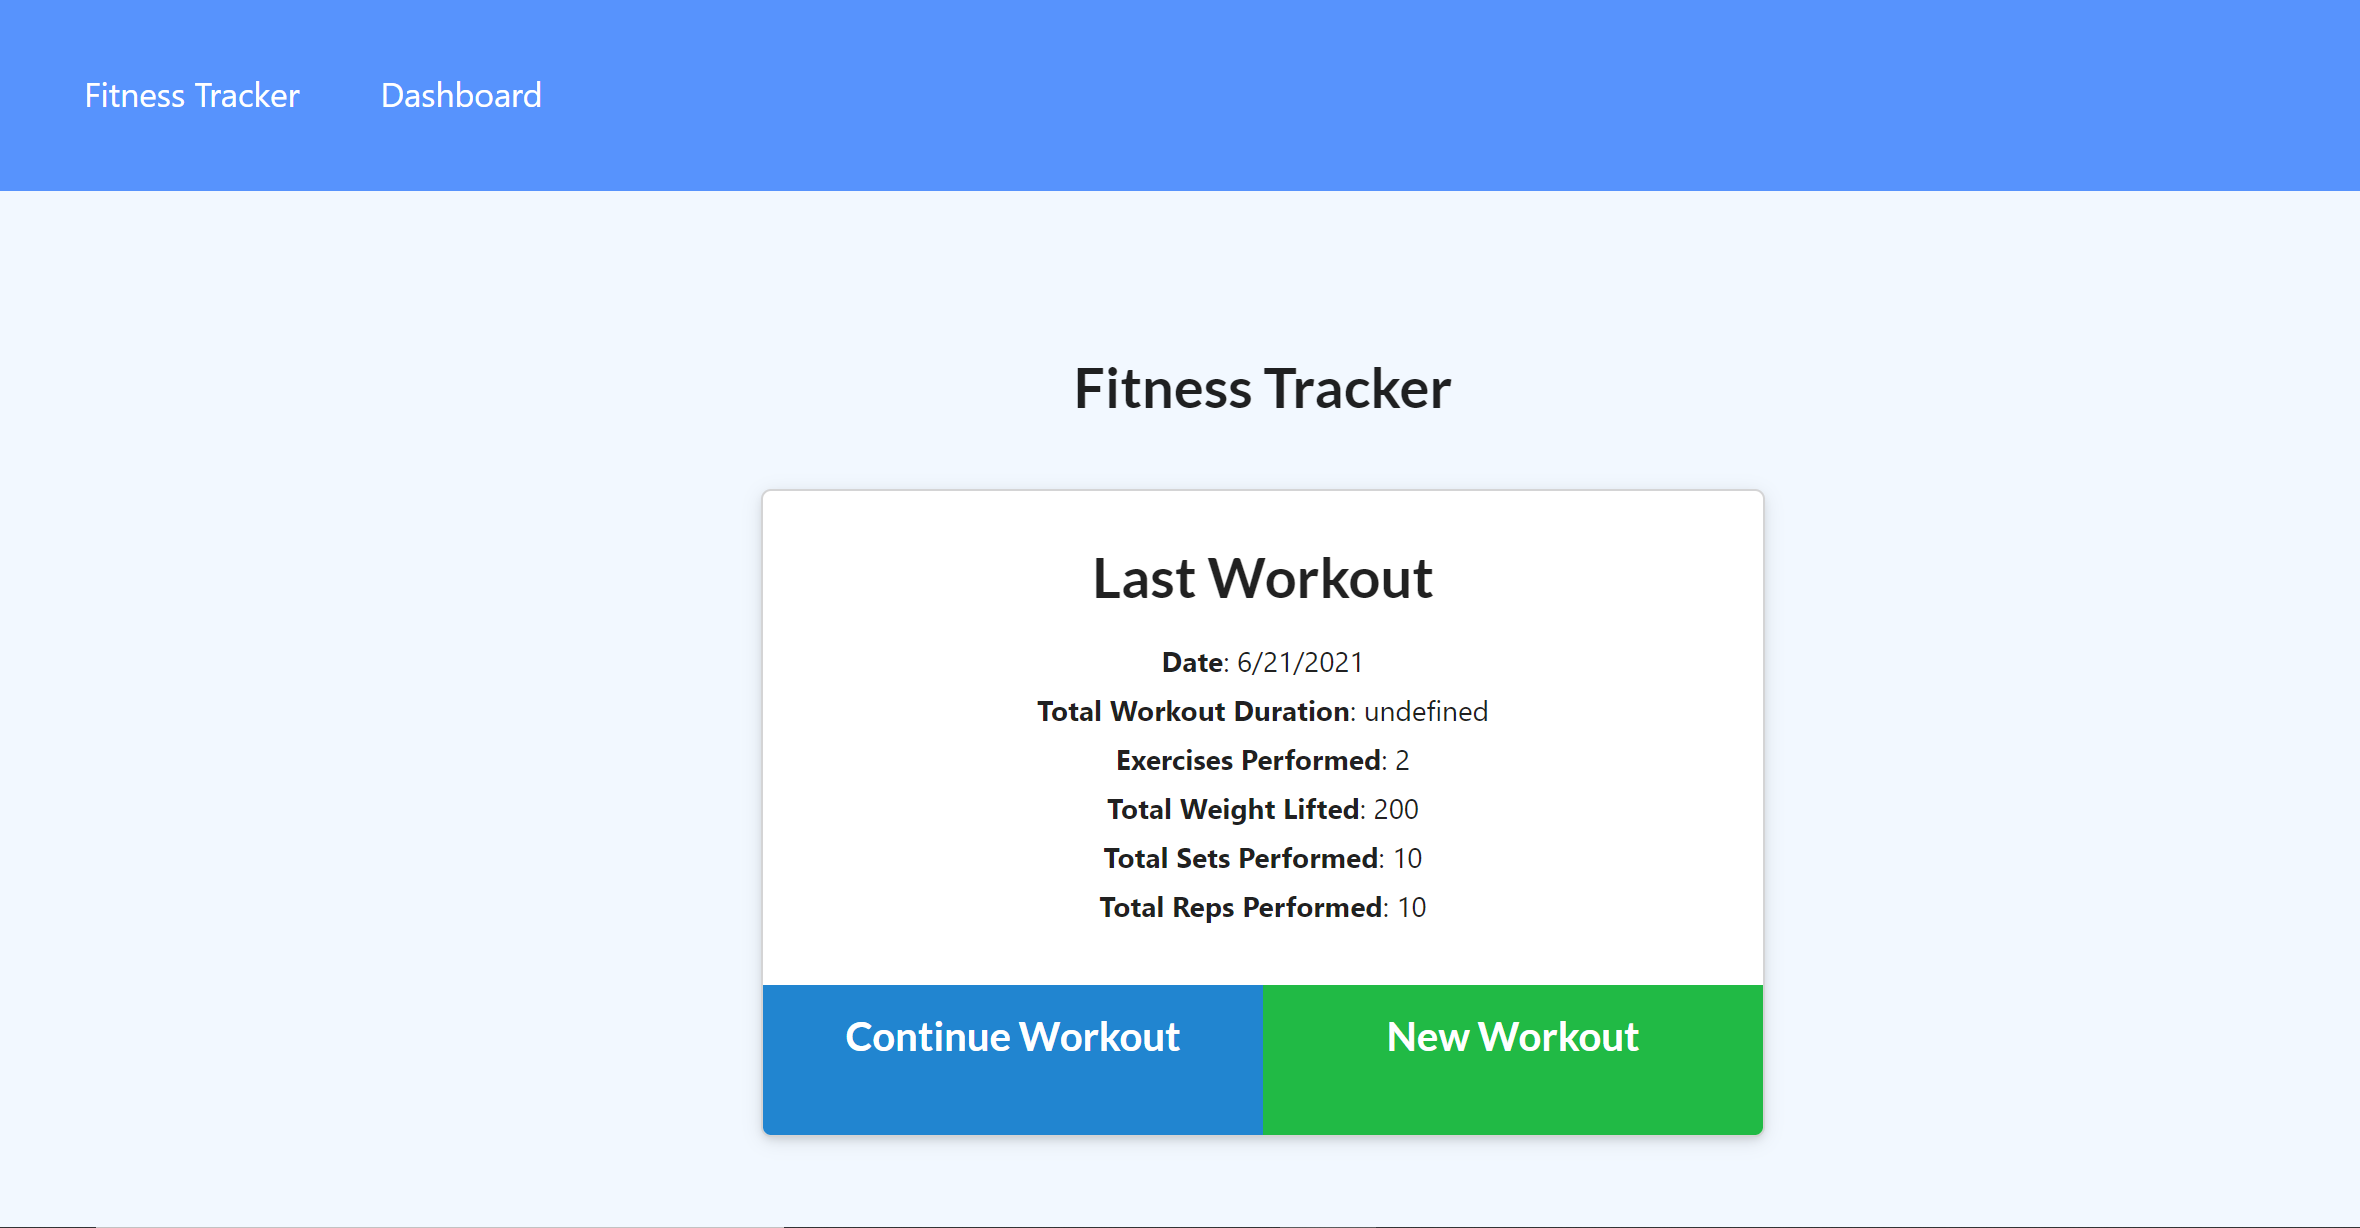 Fitness Tracker Dashboard
Fitness Tracker
Last Workout
Date: 6/21/2021
Total Workout Duration: undefined
Exercises Performed: 2
Total Weight Lifted: 200
Total Sets Performed: 10
Total Reps Performed: 10
Continue Workout New Workout